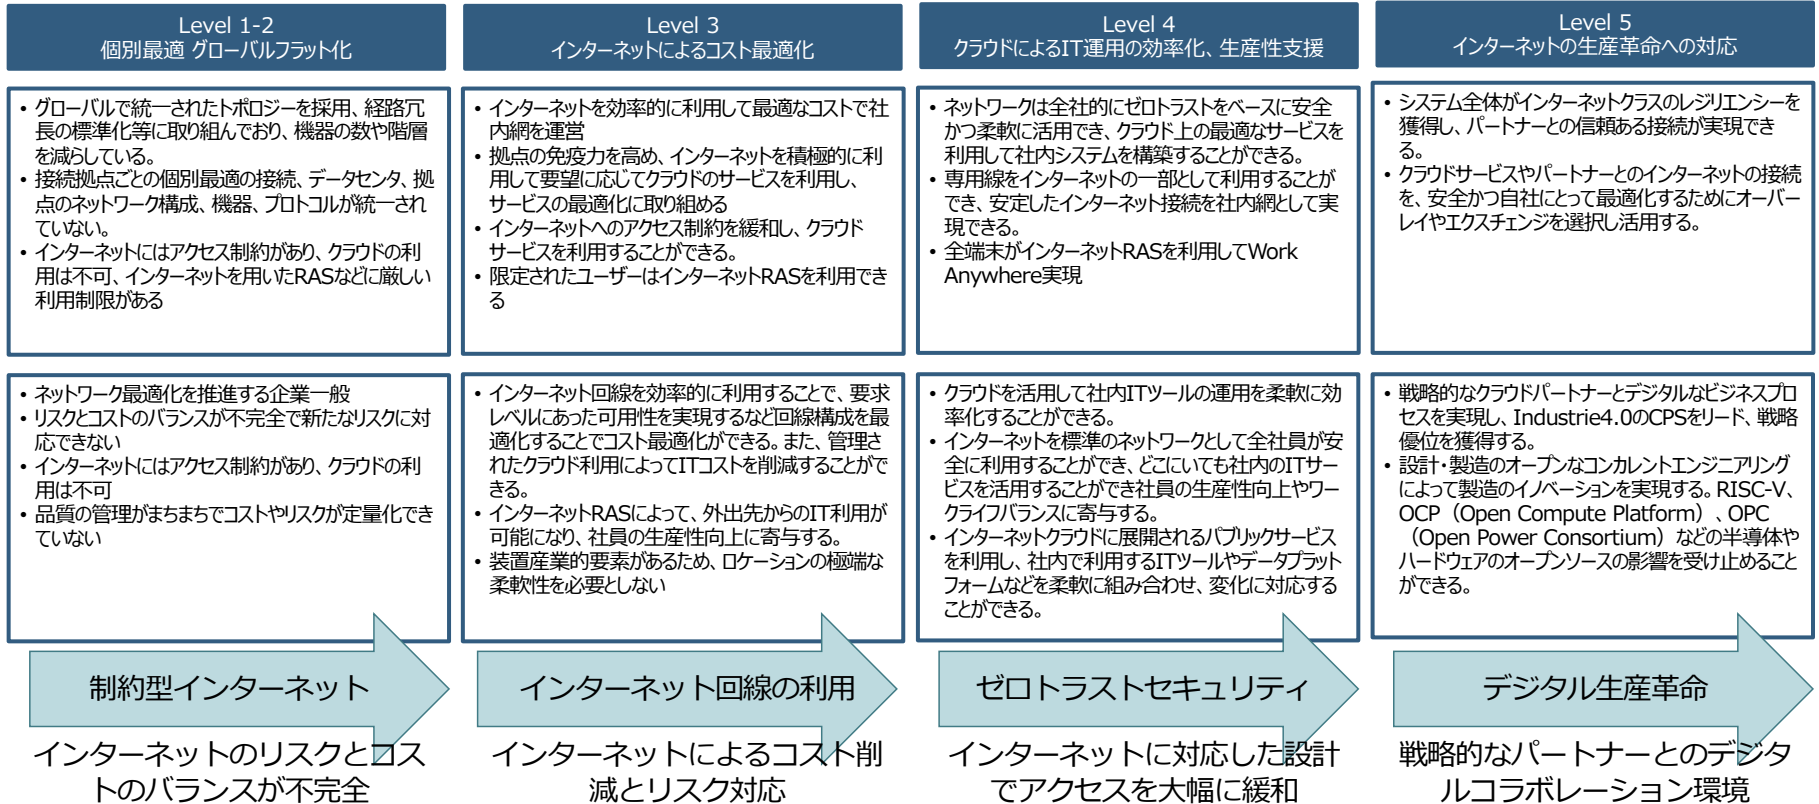 Level 1-2
個別最適 グローバルフラット化
・グローバルで統一されたトポロジーを採用、経路冗
長の標準化等に取り組んでおり、機器の数や階層
を減らしている。
・接続拠点ごとの個別最適の接続、データセンタ、拠
点のネットワーク構成、機器、プロトコルが統一され
ていない。
・インターネットにはアクセス制約があり、クラウドの利
用は不可、インターネットを用いたRASなどに厳しい
利用制限がある
・ネットワーク最適化を推進する企業一般
・リスクとコストのバランスが不完全で新たなリスクに対
応できない
・インターネットにはアクセス制約があり、クラウドの利
用は不可
・品質の管理がまちまちでコストやリスクが定量化でき
ていない
制約型インターネット
インターネットのリスクとコス
トのバランスが不完全
Level 3
インターネットによるコスト最適化
・インターネットを効率的に利用して最適なコストで社
内網を運営
・拠点の免疫力を高め、インターネットを積極的に利
用して要望に応じてクラウドのサービスを利用し、
サービスの最適化に取り組める
・インターネットへのアクセス制約を緩和し、クラウド
サービスを利用することができる。
・限定されたユーザーはインターネットRASを利用でき
る
・インターネット回線を効率的に利用することで、要求
レベルにあった可用性を実現するなど回線構成を最
適化することでコスト最適化ができる。また、管理さ
れたクラウド利用によってITコストを削減することがで
きる。
・インターネットRASによって、外出先からのIT利用が
可能になり、社員の生産性向上に寄与する。
・装置産業的要素があるため、ロケーションの極端な
柔軟性を必要としない
インターネット回線の利用
インターネットによるコスト削
減とリスク対応
Level 4
クラウドによるIT運用の効率化、生産性支援
・ネットワークは全社的にゼロトラストをベースに安全
かつ柔軟に活用でき、クラウド上の最適なサービスを
利用して社内システムを構築することができる。
・専用線をインターネットの一部として利用することが
でき、安定したインターネット接続を社内網として実
現できる。
・全端末がインターネットRASを利用してWork
Anywhere実現
・クラウドを活用して社内ITツールの運用を柔軟に効
率化することができる。
・インターネットを標準のネットワークとして全社員が安
全に利用することができ、どこにいても社内のITサー
ビスを活用することができ社員の生産性向上やワー
クライフバランスに寄与する。
・インターネットクラウドに展開されるパブリックサービス
を利用し、社内で利用するITツールやデータプラット
フォームなどを柔軟に組み合わせ、変化に対応する
ことができる。
ゼロトラストセキュリティ
インターネットに対応した設計
でアクセスを大幅に緩和
Level 5
インターネットの生産革命への対応
・システム全体がインターネットクラスのレジリエンシーを
獲得し、パートナーとの信頼ある接続が実現でき
る。
・クラウドサービスやパートナーとのインターネットの接続
を、安全かつ自社にとって最適化するためにオーバー
レイやエクスチェンジを選択し活用する。
・戦略的なクラウドパートナーとデジタルなビジネスプロ
セスを実現し、Industrie4.0のCPSをリード、戦略
優位を獲得する。
・設計・製造のオープンなコンカレントエンジニアリング
によって製造のイノベーションを実現する。RISC-V、
OCP（Open Compute Platform）、OPC
（Open Power Consortium）などの半導体や
ハードウェアのオープンソースの影響を受け止めること
ができる。
デジタル生産革命
戦略的なパートナーとのデジタ
ルコラボレーション環境